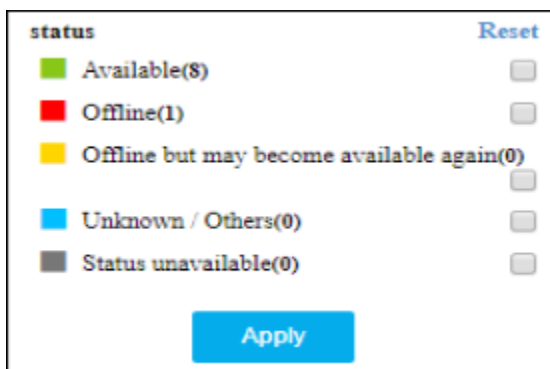 status Reset
Available(8)
Offline(1)
Offline but may become available again(0)
Unknown / Others(0)
Status unavailable(0)
Apply